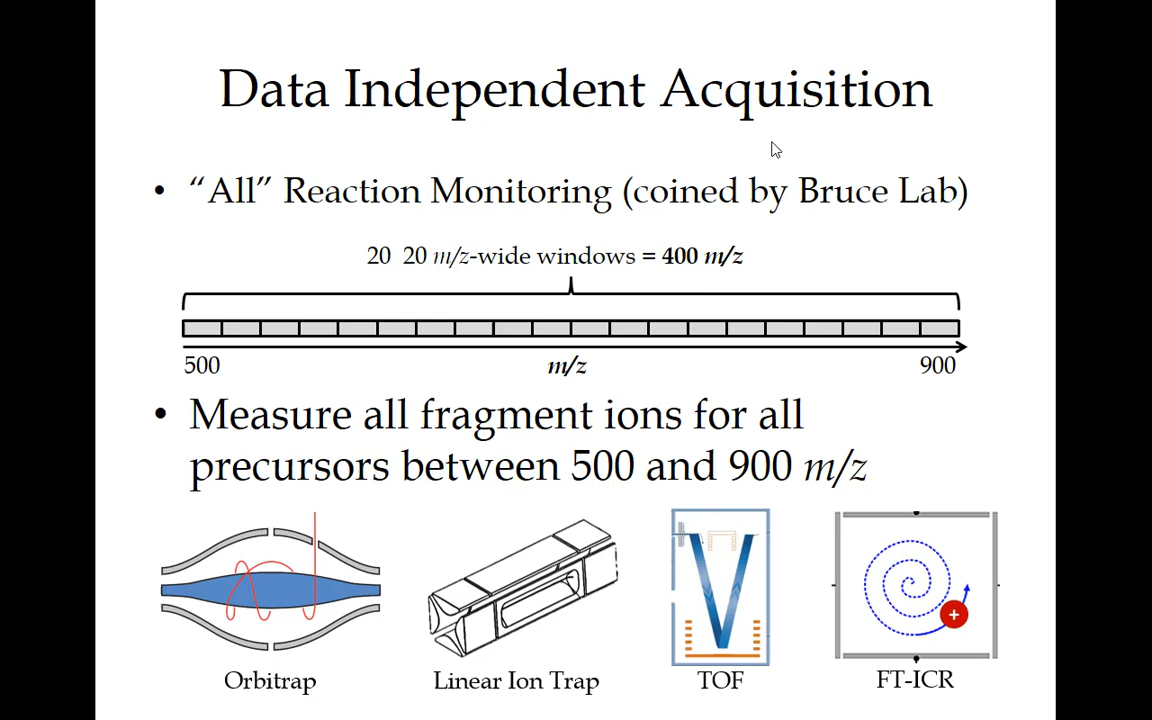 Data Independent Acquisition
• “All” Reaction Monitoring (coined by Bruce Lab)
20 20 m/z-wide windows = 400 m/z
500 m/z 900
• Measure all fragment ions for all
precursors between 500 and 900 m/z
+
Orbitrap Linear Ion Trap TOF FT-ICR